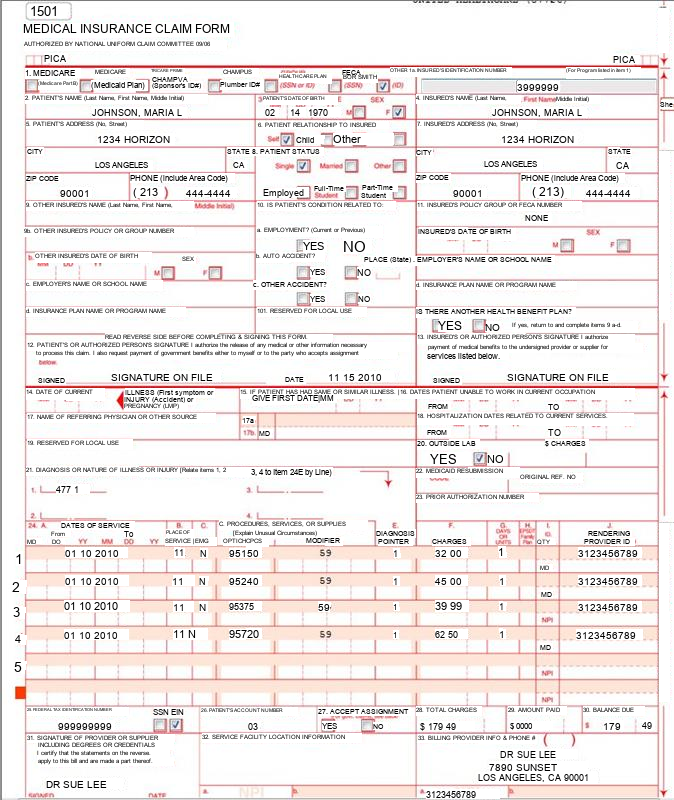 1501
MEDICAL INSURANCE CLAIM FORM
AUTHORIZED BY NATIONAL UNIFORM CLAIM COMMITTEE 09/06
PICA PICA
1. MEDICARE MEDICARE CHAMPVA CHAMPUS HEALTHCARE PLAN FECA OTHER 1a. INSURED'S IDENTIFICATION NUMBER (For Program listed in item 1)
(Medicare Part B) (Medicaid Plan) (Sponsor's ID#) Plumber ID# (SSN or ID) (SSN) (ID)
3999999
2. PATIENT'S NAME (Last Name, First Name, Middle Initial) 3 PATIENT'S DATE OF BIRTH SEX 4. INSURED'S NAME (Last Name, First Name Middle Initial)
JOHNSON, MARIA L 02 14 1970 M F JOHNSON, MARIA L
5. PATIENT'S ADDRESS (No, Street) 6. PATIENT RELATIONSHIP TO INSURED 7. INSURED'S ADDRESS (No, Street)
1234 HORIZON Self Child Other 1234 HORIZON
CITY STATE 8. PATIENT STATUS CITY STATE
LOS ANGELES CA Single Married Other LOS ANGELES CA
ZIP CODE PHONE (Include Area Code) ZIP CODE PHONE (Include Area Code)
90001 (213) 444-4444 Employed Full-Time Student Part-Time Student 90001 (213) 444-4444
9. OTHER INSURED'S NAME (Last Name, First Name, Middle Initial) 10. IS PATIENT'S CONDITION RELATED TO: 11. INSURED'S POLICY GROUP OR FECA NUMBER
NONE
9b. OTHER INSURED'S POLICY OR GROUP NUMBER a. EMPLOYMENT? (Current or Previous) INSURED'S DATE OF BIRTH SEX
YES NO M F
b. OTHER INSURED'S DATE OF BIRTH SEX b. AUTO ACCIDENT? PLACE (State) EMPLOYER'S NAME OR SCHOOL NAME
MM DD YY M F YES NO
c. EMPLOYER'S NAME OR SCHOOL NAME c. OTHER ACCIDENT? d. INSURANCE PLAN NAME OR PROGRAM NAME
YES NO
d. INSURANCE PLAN NAME OR PROGRAM NAME 101. RESERVED FOR LOCAL USE IS THERE ANOTHER HEALTH BENEFIT PLAN?
YES NO If yes, return to and complete items 9 a-d.
READ REVERSE SIDE BEFORE COMPLETING & SIGNING THIS FORM.
12. PATIENT'S OR AUTHORIZED PERSON'S SIGNATURE I authorize the release of any medical or other information necessary
to process this claim. I also request payment of government benefits either to myself or to the party who accepts assignment
below.
13. INSURED'S OR AUTHORIZED PERSON'S SIGNATURE I authorize
payment of medical benefits to the undersigned provider or supplier for
services listed below.
SIGNED SIGNATURE ON FILE DATE 11 15 2010 SIGNED SIGNATURE ON FILE
14. DATE OF CURRENT ILLNESS (First symptom or INJURY (Accident) or PREGNANCY (IMP)
15. IF PATIENT HAS HAD SAME OR SIMILAR ILLNESS.
GIVE FIRST DATE MM
16. DATES PATIENT UNABLE TO WORK IN CURRENT OCCUPATION
FROM TO
17. NAME OF REFERRING PHYSICIAN OR OTHER SOURCE 17a 17b. MD 18. HOSPITALIZATION DATES RELATED TO CURRENT SERVICES.
FROM TO
19. RESERVED FOR LOCAL USE 20. OUTSIDE LAB $ CHARGES
YES NO
21. DIAGNOSIS OR NATURE OF ILLNESS OR INJURY (Relate items 1, 2 3, 4 to Item 24E by Line) 22. MEDICAID RESUBMISSION
CODE ORIGINAL REF. NO
1. 477 1 3.
23. PRIOR AUTHORIZATION NUMBER
2. 4.
24. A. DATES OF SERVICE B. C. C. PROCEDURES, SERVICES, OR SUPPLIES E. F. G. H. I. J.
From To PLACE OF SERVICE EMG (Explain Unusual Circumstances) DIAGNOSIS POINTER CHARGES DAYS OR UNITS EPSDT Family Plan ID. QTY RENDERING PROVIDER ID
MD DD YY MM DD YY MODIFIER
1 01 10 2010 11 N 95150 59 1 32 00 1 3123456789
MD
2 01 10 2010 11 N 95240 59 1 45 00 1 3123456789
MD
3 01 10 2010 11 N 95375 59 1 39 99 1 3123456789
NPI
4 01 10 2010 11 N 95720 59 1 62 50 1 3123456789
MD
5
NPI
NPI
25. FEDERAL TAX IDENTIFICATION NUMBER SSN EIN 26. PATIENT'S ACCOUNT NUMBER 27. ACCEPT ASSIGNMENT 28. TOTAL CHARGES 29. AMOUNT PAID 30. BALANCE DUE
999999999 03 YES NO $ 179 49 $ 0000 $ 179 49
31. SIGNATURE OF PROVIDER OR SUPPLIER
INCLUDING DEGREES OR CREDENTIALS
I certify that the statements on the reverse.
apply to this bill and are made a part thereof.
DR SUE LEE
SIGNED DATE
32. SERVICE FACILITY LOCATION INFORMATION
a. NPI b.
33. BILLING PROVIDER INFO & PHONE # ( )
DR SUE LEE
7890 SUNSET
LOS ANGELES, CA 90001
a. 3123456789 b.